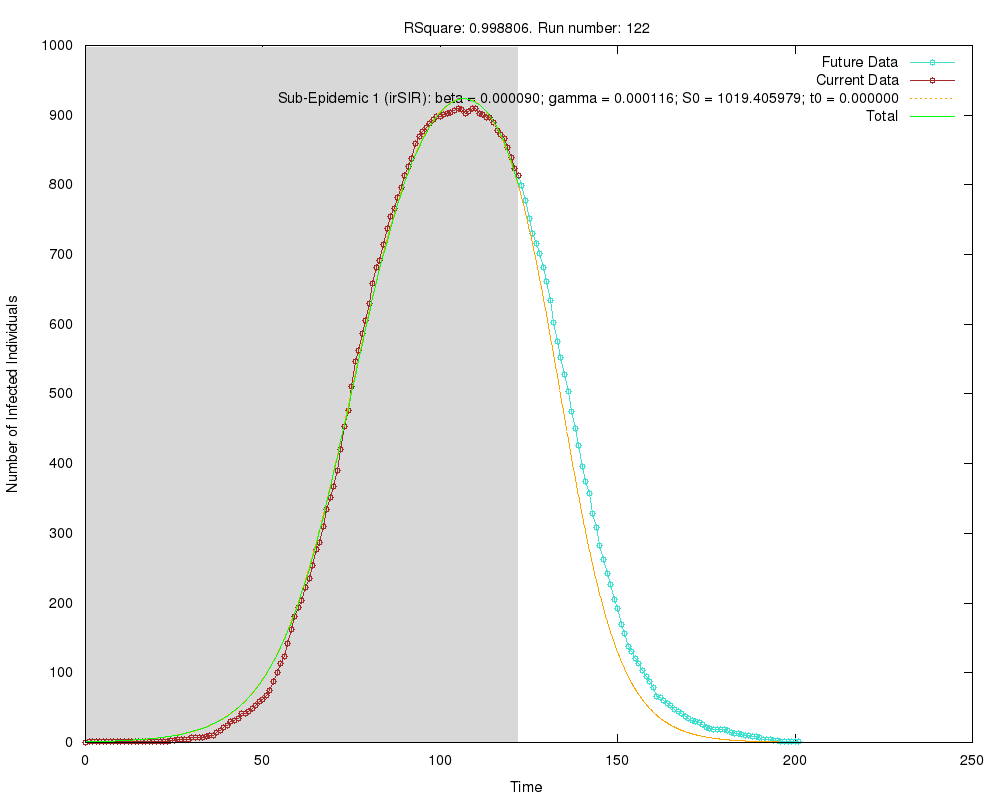 RSquare: 0.998806. Run number: 122
1000
900
800
700
600
500
400
300
200
100
0
Number of Infected Individuals
Future Data
Current Data
Sub-Epidemic 1 (irSIR): beta = 0.000090; gamma = 0.000116; S0 = 1019.405979; t0 = 0.000000
Total
0 50 100 150 200 250
Time